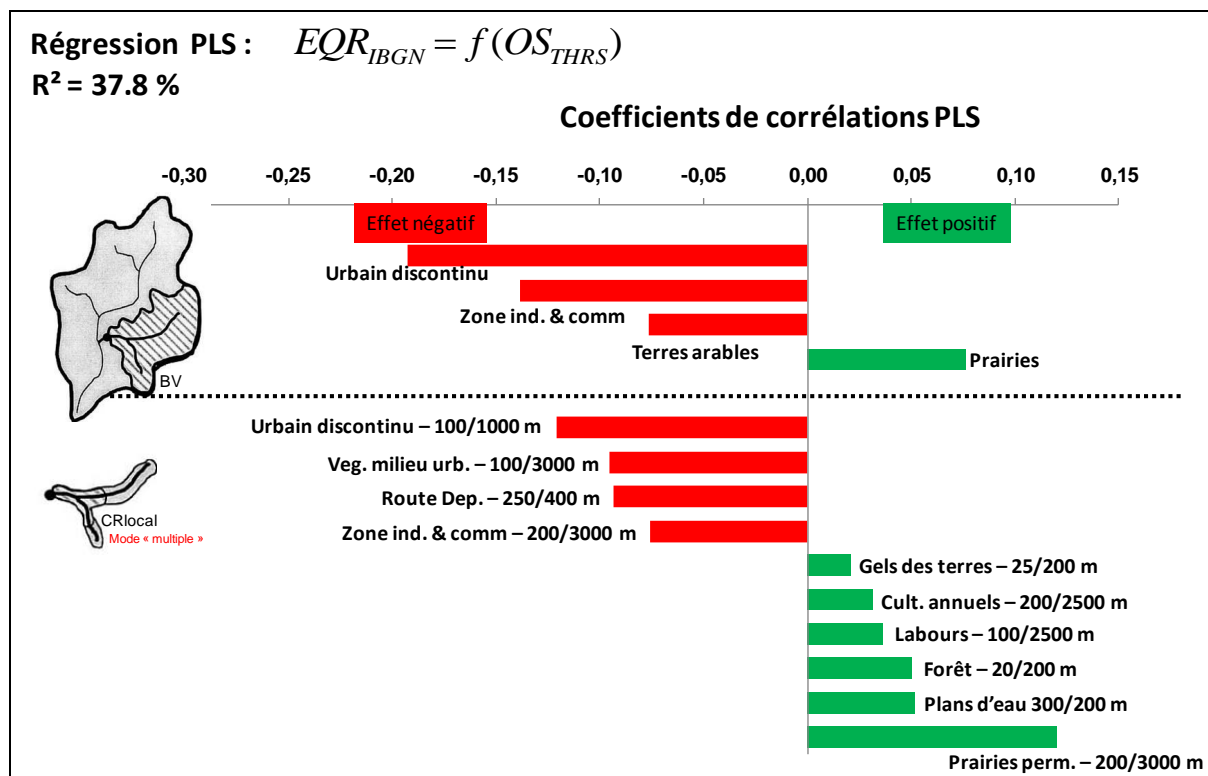 Régression PLS : EQR_IBGN = f(OS_THRS)
R² = 37.8 %
Coefficients de corrélations PLS
-0,30 -0,25 -0,20 -0,15 -0,10 -0,05 0,00 0,05 0,10 0,15
Effet négatif Effet positif
Urbain discontinu
Zone ind. & comm
Terres arables
Prairies
BV
Urbain discontinu – 100/1000 m
Veg. milieu urb. – 100/3000 m
Route Dep. – 250/400 m
CRlocal
Mode « multiple »
Zone ind. & comm – 200/3000 m
Gels des terres – 25/200 m
Cult. annuels – 200/2500 m
Labours – 100/2500 m
Forêt – 20/200 m
Plans d'eau 300/200 m
Prairies perm. – 200/3000 m